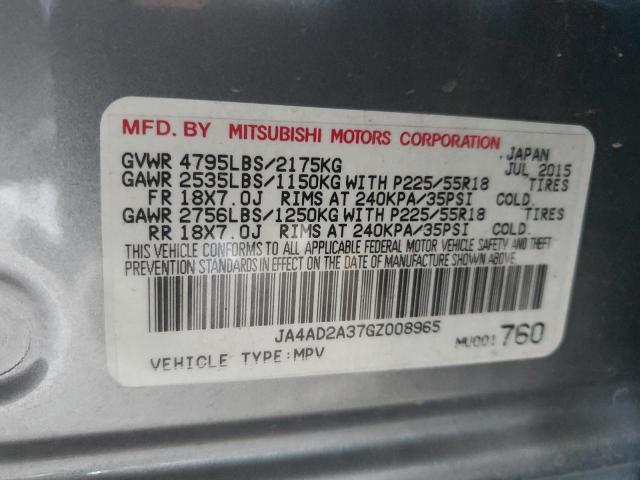 MFD. BY MITSUBISHI MOTORS CORPORATION
JAPAN
GVWR 4795LBS/2175KG JUL 2015
GAWR 2535LBS/1150KG WITH P225/55R18 TIRES
FR 18X7.0J RIMS AT 240KPA/35PSI COLD.
GAWR 2756LBS/1250KG WITH P225/55R18 TIRES
RR 18X7.0J RIMS AT 240KPA/35PSI COLD.
THIS VEHICLE CONFORMS TO ALL APPLICABLE FEDERAL MOTOR VEHICLE SAFETY AND THEFT
PREVENTION STANDARDS IN EFFECT ON THE DATE OF MANUFACTURE SHOWN ABOVE.
JA4AD2A37GZ008965
MU001 760
VEHICLE TYPE:MPV